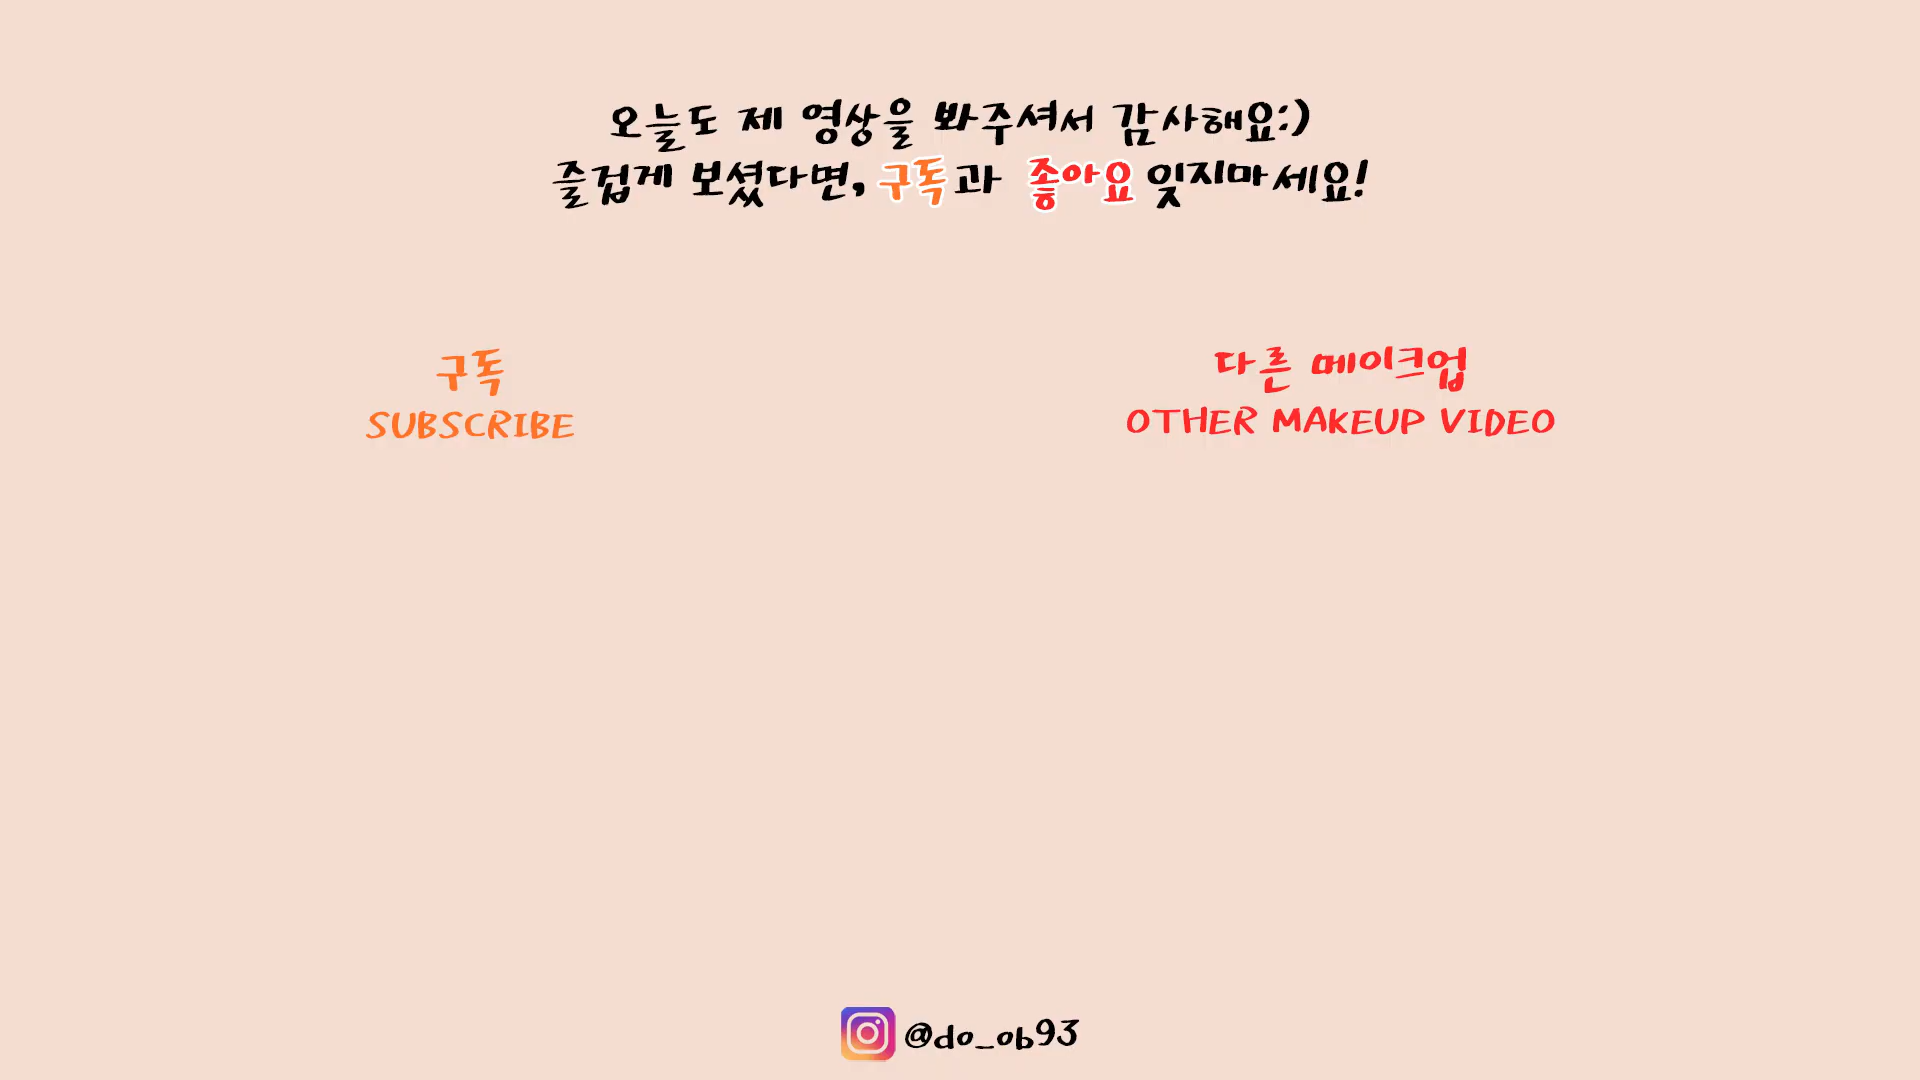 오늘도 제 영상을 봐주셔서 감사해요:)
즐겁게 보셨다면, 구독과 좋아요 잊지마세요!
구독
SUBSCRIBE
다른 메이크업
OTHER MAKEUP VIDEO
@do_ob93